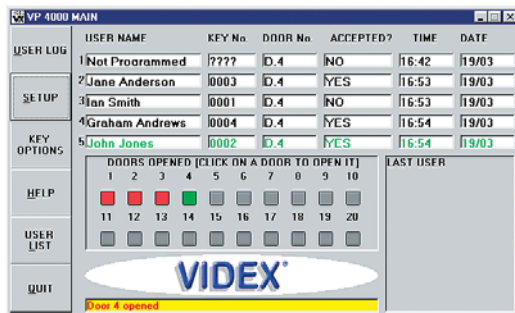 VP 4000 MAIN
USER NAME KEY No. DOOR No. ACCEPTED? TIME DATE
1 Not Programmed ???? D.4 NO 16:42 19/03
2 Jane Anderson 0003 D.4 YES 16:53 19/03
3 Ian Smith 0001 D.4 NO 16:53 19/03
4 Graham Andrews 0004 D.4 YES 16:54 19/03
5 John Jones 0002 D.4 YES 16:54 19/03
USER LOG
SETUP
KEY
OPTIONS
HELP
USER
LIST
QUIT
DOORS OPENED [CLICK ON A DOOR TO OPEN IT]
1 2 3 4 5 6 7 8 9 10
11 12 13 14 15 16 17 18 19 20
LAST USER
VIDEX
Door 4 opened